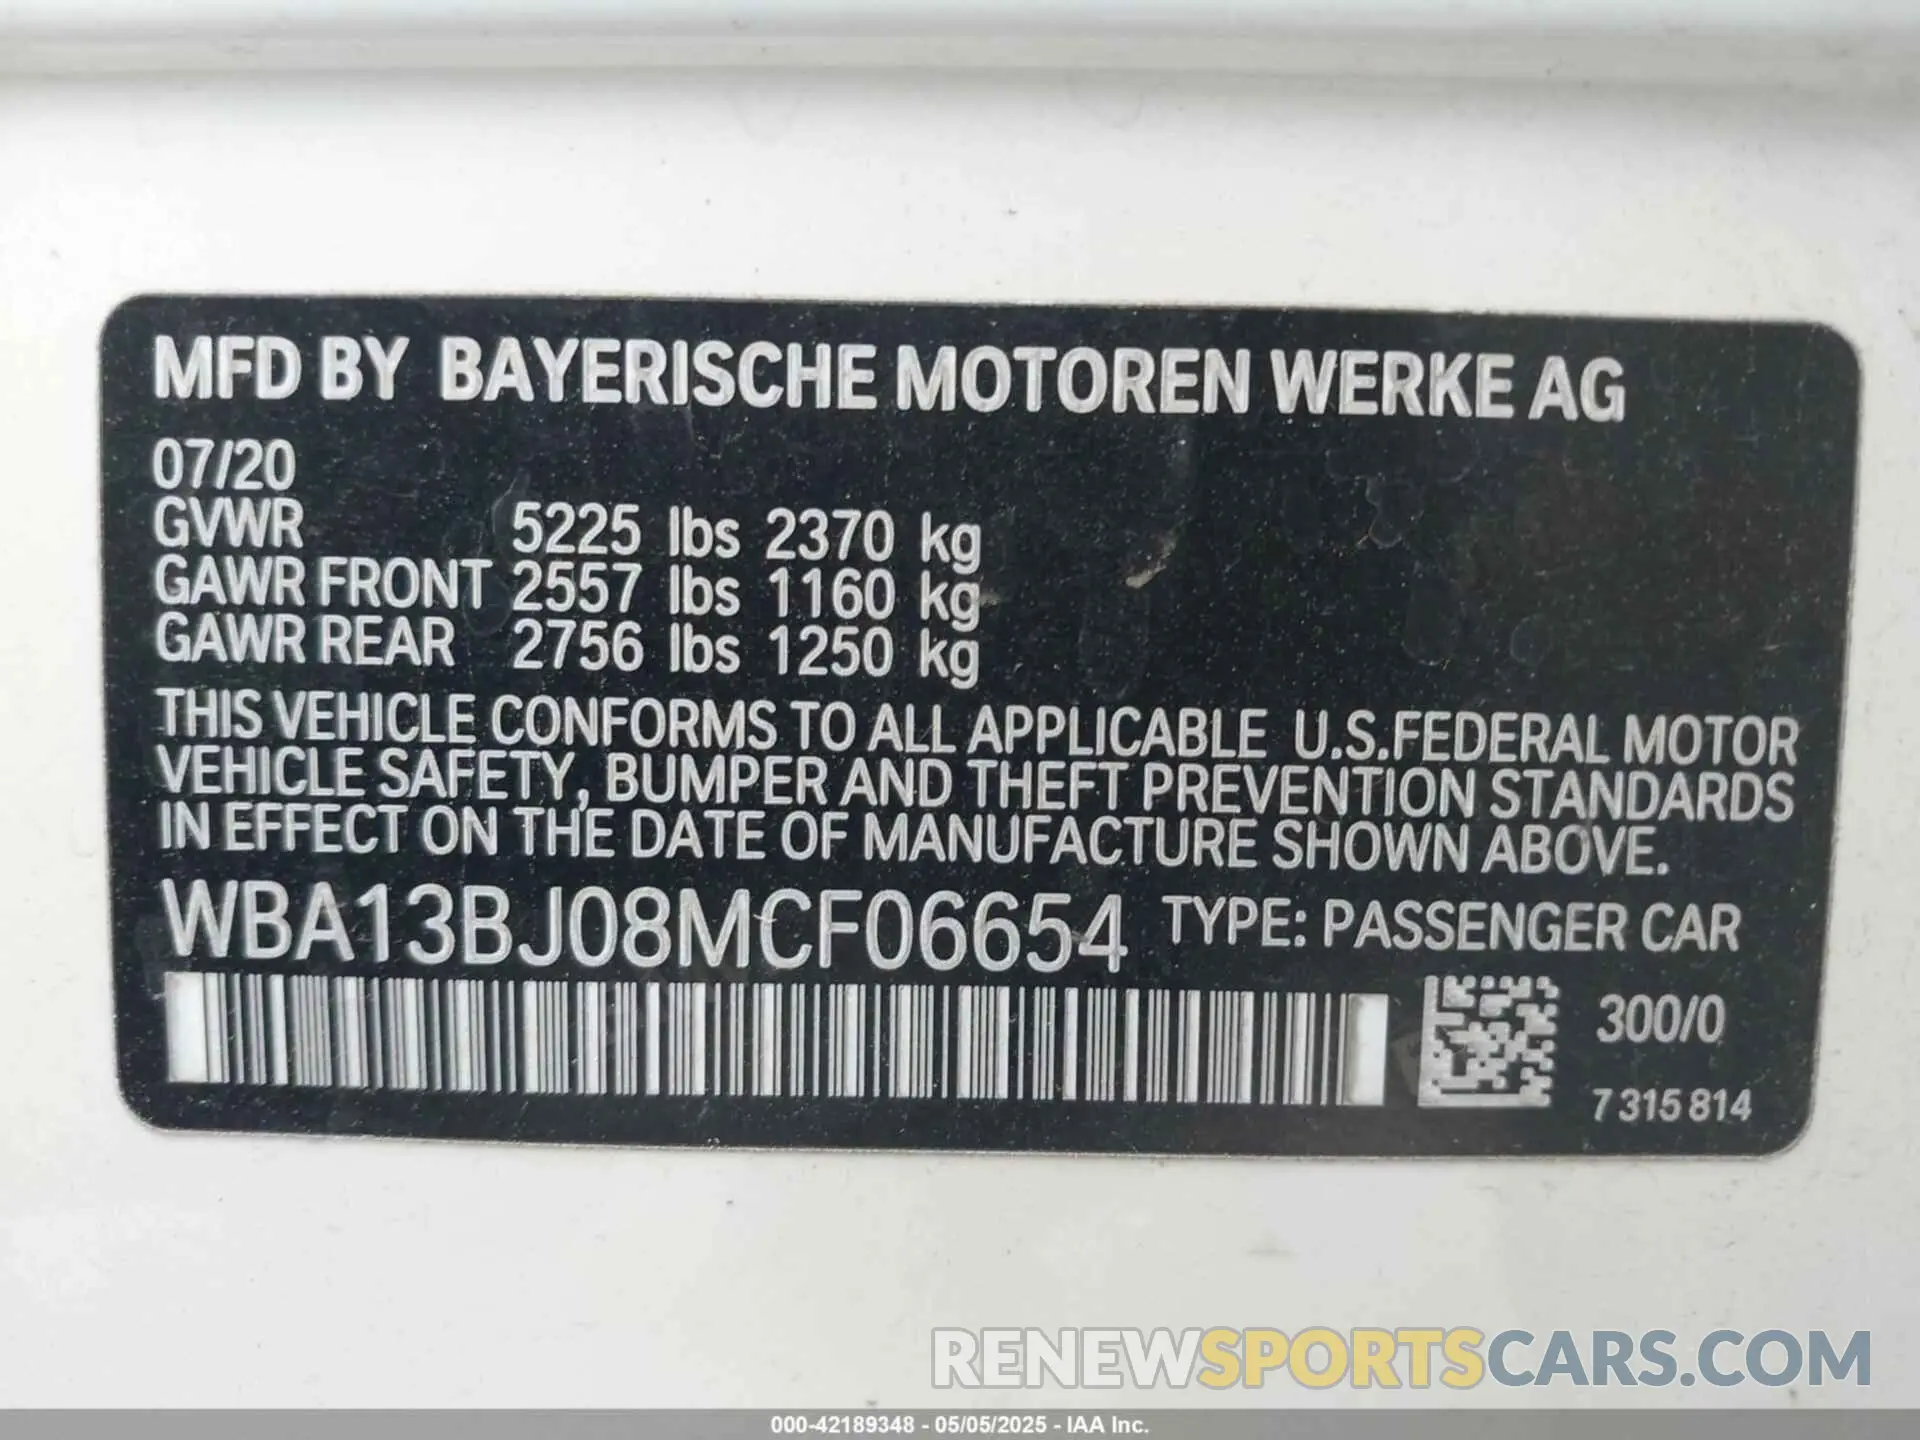 MFD BY BAYERISCHE MOTOREN WERKE AG
07/20
GVWR 5225 lbs 2370 kg
GAWR FRONT 2557 lbs 1160 kg
GAWR REAR 2756 lbs 1250 kg
THIS VEHICLE CONFORMS TO ALL APPLICABLE U.S.FEDERAL MOTOR
VEHICLE SAFETY, BUMPER AND THEFT PREVENTION STANDARDS
IN EFFECT ON THE DATE OF MANUFACTURE SHOWN ABOVE.
WBA13BJ08MCF06654 TYPE: PASSENGER CAR
300/0
7 315 814
RENEWSPORTSCARS.COM
000-42189348 - 05/05/2025 - IAA Inc.